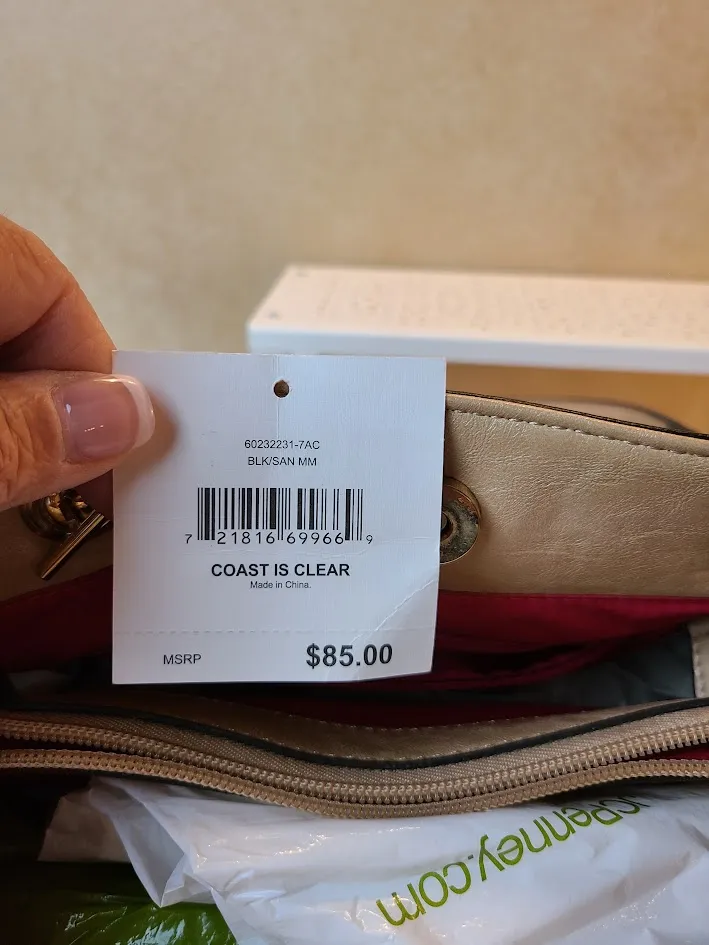 60232231-7AC
BLK/SAN MM
7 21816 69966 9
COAST IS CLEAR
Made in China.
MSRP $85.00
jcpenney.com